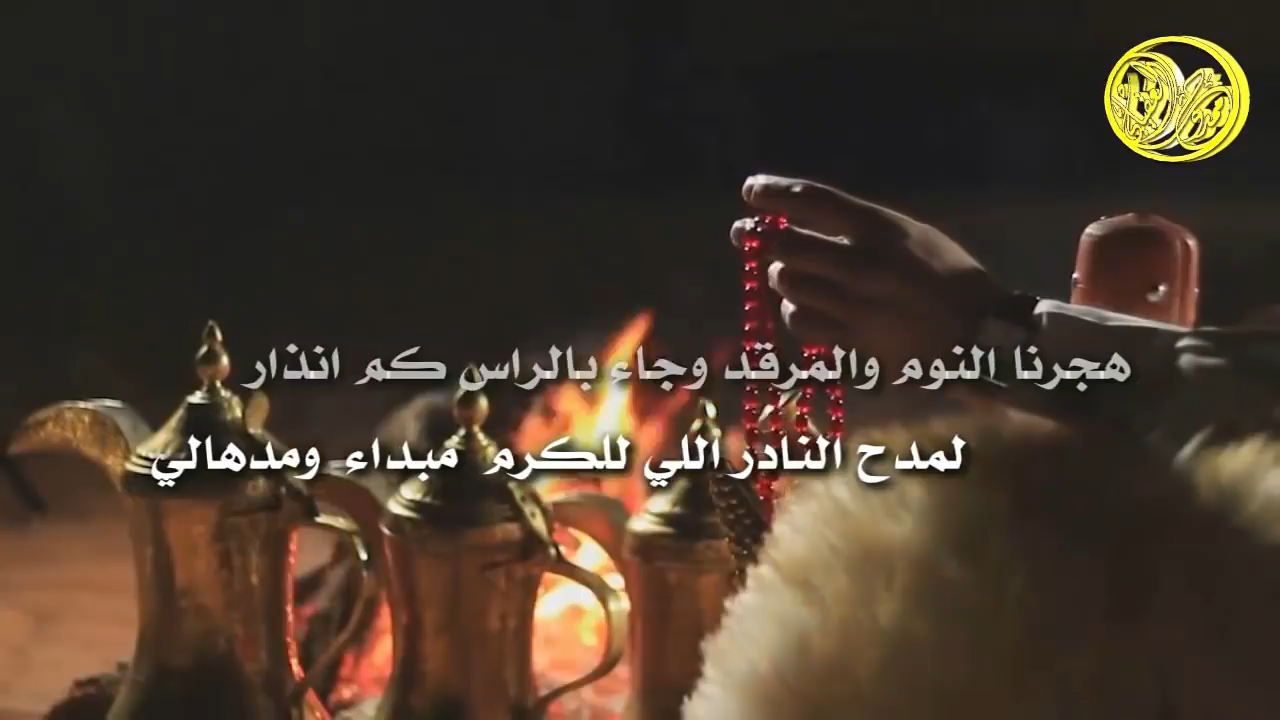 هجرنا النوم والمرقد وجاء بالراس كم انذار
لمدح النادر اللي للكرم مبداء ومدهالي